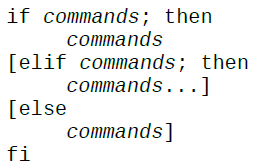 if commands; then
commands
[elif commands; then
commands...]
[else
commands]
fi